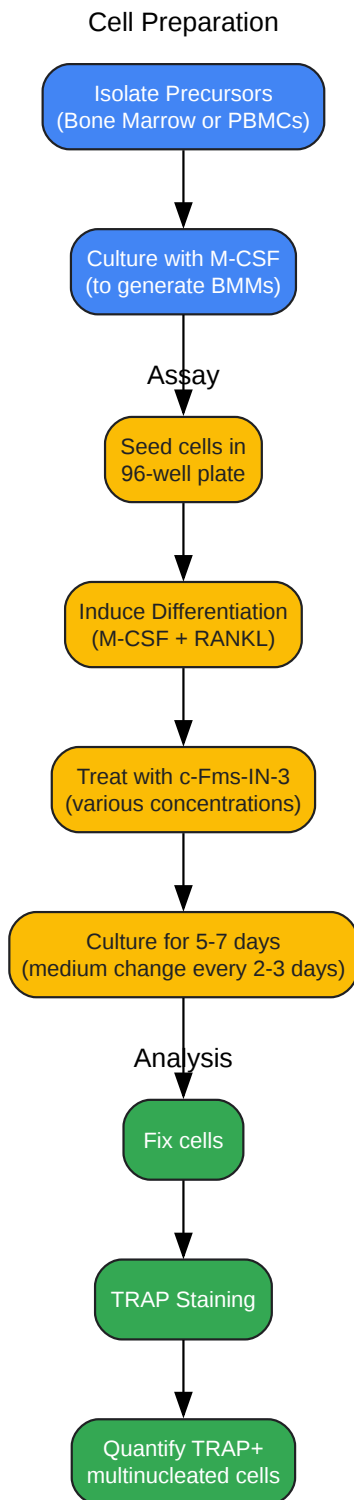 Cell Preparation
Isolate Precursors
(Bone Marrow or PBMCs)
Culture with M-CSF
(to generate BMMs)
Assay
Seed cells in
96-well plate
Induce Differentiation
(M-CSF + RANKL)
Treat with c-Fms-IN-3
(various concentrations)
Culture for 5-7 days
(medium change every 2-3 days)
Analysis
Fix cells
TRAP Staining
Quantify TRAP+
multinucleated cells